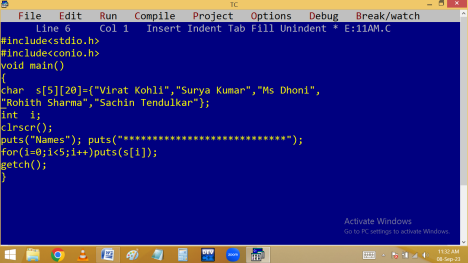 TC
File Edit Run Compile Project Options Debug Break/watch
Line 6 Col 1 Insert Indent Tab Fill Unindent * E:11AM.C
#include<stdio.h>
#include<conio.h>
void main()
{
char s[5][20]={"Virat Kohli","Surya Kumar","Ms Dhoni",
"Rohith Sharma","Sachin Tendulkar"};
int i;
clrscr();
puts("Names"); puts("****************************");
for(i=0;i<5;i++)puts(s[i]);
getch();
}
Activate Windows
Go to PC settings to activate Windows.
11:32 AM
08-Sep-23